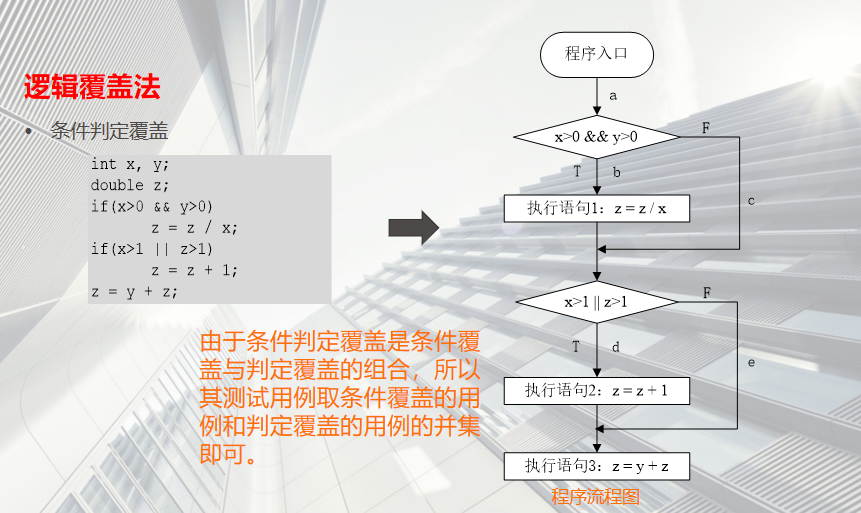 逻辑覆盖法
• 条件判定覆盖
int x, y;
double z;
if(x>0 && y>0)
z = z / x;
if(x>1 || z>1)
z = z + 1;
z = y + z;
由于条件判定覆盖是条件覆
盖与判定覆盖的组合，所以
其测试用例取条件覆盖的用
例和判定覆盖的用例的并集
即可。
程序入口
a
x>0 && y>0
F
T
b
c
执行语句1：z = z / x
x>1 || z>1
F
T
d
e
执行语句2：z = z + 1
执行语句3：z = y + z
程序流程图